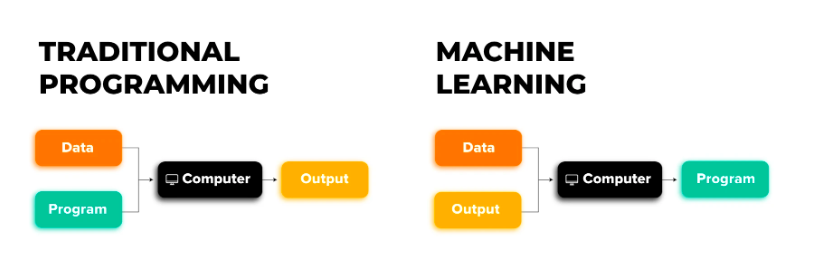 TRADITIONAL
PROGRAMMING
Data
Program
Computer
Output
MACHINE
LEARNING
Data
Output
Computer
Program